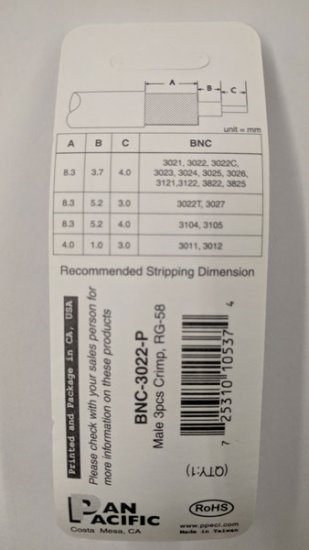 A
B
C
unit = mm
A B C BNC
8.3 3.7 4.0 3021, 3022, 3022C,
3023, 3024, 3025, 3026,
3121,3122, 3822, 3825
8.3 5.2 3.0 3022T, 3027
8.3 5.2 4.0 3104, 3105
4.0 1.0 3.0 3011, 3012
Recommended Stripping Dimension
Printed and Package in CA, USA
Please check with your sales person for
more information on these products
BNC-3022-P
Male 3pcs Crimp, RG-58
7 25310 10537 4
(QTY:1)
PAN
PACIFIC
Costa Mesa, CA
RoHS
www.ppeci.com
Made in Taiwan